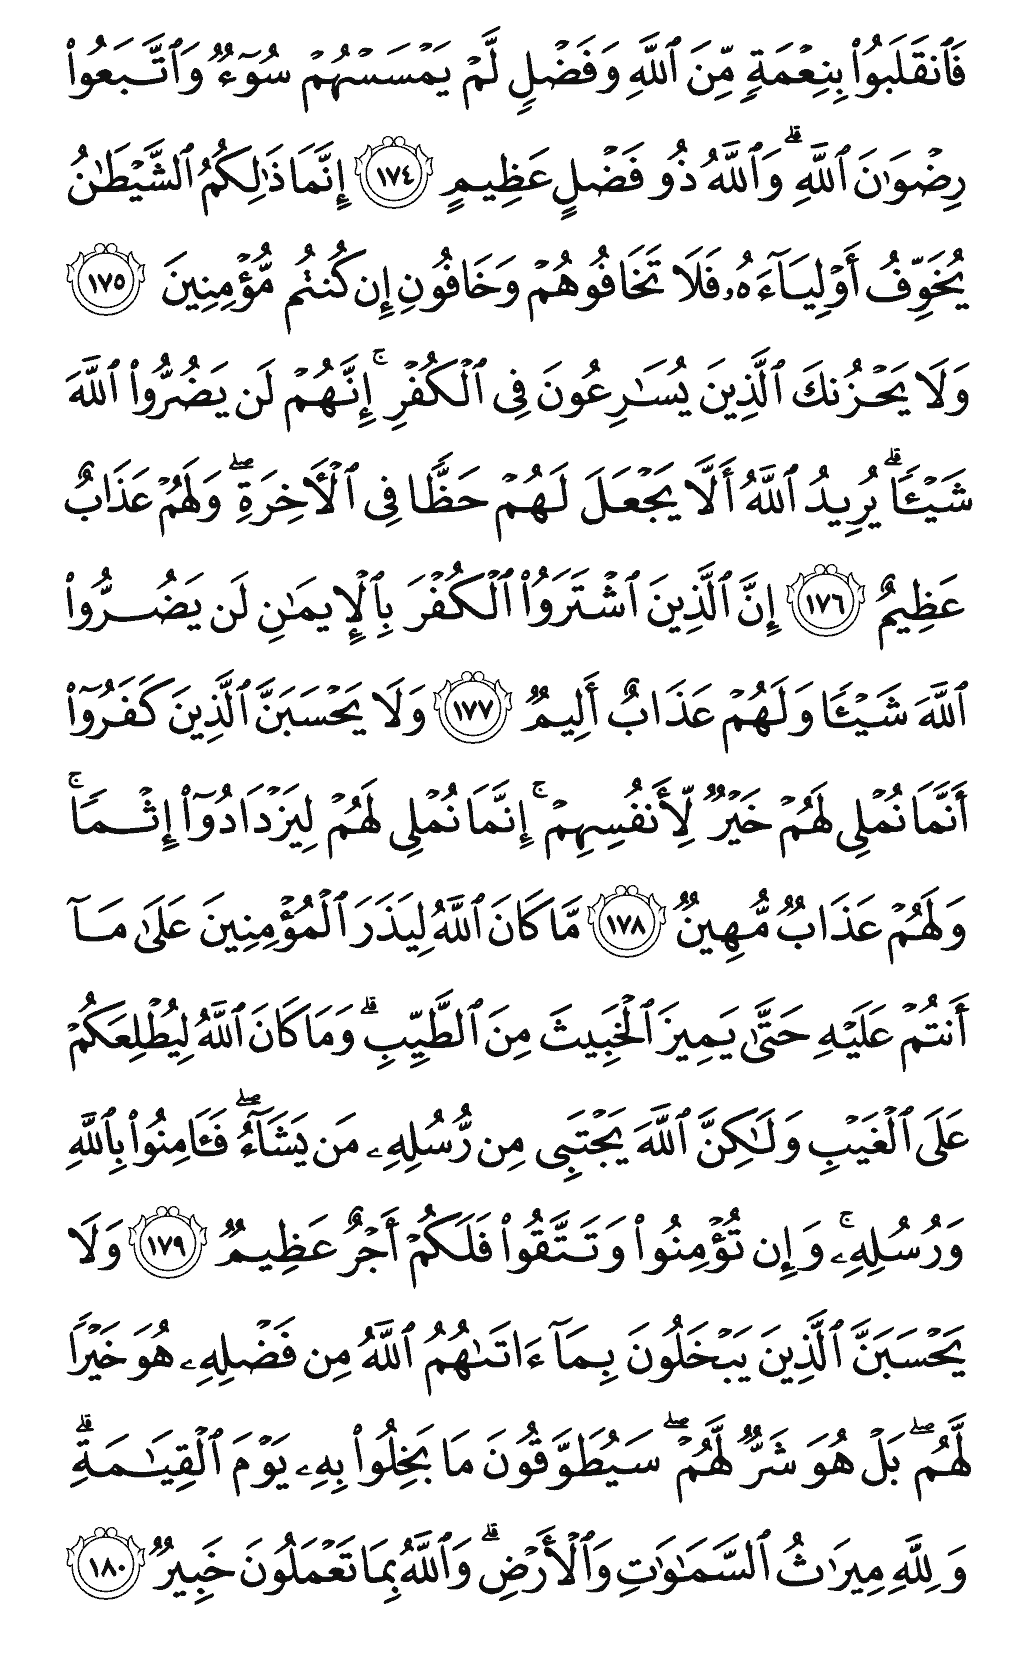 فَٱنقَلَبُوا۟ بِنِعْمَةٍ مِّنَ ٱللَّهِ وَفَضْلٍ لَّمْ يَمْسَسْهُمْ سُوٓءٌ وَٱتَّبَعُوا۟
رِضْوَٰنَ ٱللَّهِ ۗ وَٱللَّهُ ذُو فَضْلٍ عَظِيمٍ ١٧٤ إِنَّمَا ذَٰلِكُمُ ٱلشَّيْطَـٰنُ
يُخَوِّفُ أَوْلِيَآءَهُۥ فَلَا تَخَافُوهُمْ وَخَافُونِ إِن كُنتُم مُّؤْمِنِينَ ١٧٥
وَلَا يَحْزُنكَ ٱلَّذِينَ يُسَـٰرِعُونَ فِى ٱلْكُفْرِ ۚ إِنَّهُمْ لَن يَضُرُّوا۟ ٱللَّهَ
شَيْـًٔا ۗ يُرِيدُ ٱللَّهُ أَلَّا يَجْعَلَ لَهُمْ حَظًّا فِى ٱلْـَٔاخِرَةِ ۖ وَلَهُمْ عَذَابٌ
عَظِيمٌ ١٧٦ إِنَّ ٱلَّذِينَ ٱشْتَرَوُا۟ ٱلْكُفْرَ بِٱلْإِيمَـٰنِ لَن يَضُرُّوا۟
ٱللَّهَ شَيْـًٔا وَلَهُمْ عَذَابٌ أَلِيمٌ ١٧٧ وَلَا يَحْسَبَنَّ ٱلَّذِينَ كَفَرُوٓا۟
أَنَّمَا نُمْلِى لَهُمْ خَيْرٌ لِّأَنفُسِهِمْ ۚ إِنَّمَا نُمْلِى لَهُمْ لِيَزْدَادُوٓا۟ إِثْمًا ۚ
وَلَهُمْ عَذَابٌ مُّهِينٌ ١٧٨ مَّا كَانَ ٱللَّهُ لِيَذَرَ ٱلْمُؤْمِنِينَ عَلَىٰ مَآ
أَنتُمْ عَلَيْهِ حَتَّىٰ يَمِيزَ ٱلْخَبِيثَ مِنَ ٱلطَّيِّبِ ۗ وَمَا كَانَ ٱللَّهُ لِيُطْلِعَكُمْ
عَلَى ٱلْغَيْبِ وَلَـٰكِنَّ ٱللَّهَ يَجْتَبِى مِن رُّسُلِهِۦ مَن يَشَآءُ ۖ فَـَٔامِنُوا۟ بِٱللَّهِ
وَرُسُلِهِۦ ۚ وَإِن تُؤْمِنُوا۟ وَتَتَّقُوا۟ فَلَكُمْ أَجْرٌ عَظِيمٌ ١٧٩ وَلَا
يَحْسَبَنَّ ٱلَّذِينَ يَبْخَلُونَ بِمَآ ءَاتَىٰهُمُ ٱللَّهُ مِن فَضْلِهِۦ هُوَ خَيْرًا
لَّهُم ۖ بَلْ هُوَ شَرٌّ لَّهُمْ ۖ سَيُطَوَّقُونَ مَا بَخِلُوا۟ بِهِۦ يَوْمَ ٱلْقِيَـٰمَةِ ۗ
وَلِلَّهِ مِيرَٰثُ ٱلسَّمَـٰوَٰتِ وَٱلْأَرْضِ ۗ وَٱللَّهُ بِمَا تَعْمَلُونَ خَبِيرٌ ١٨٠